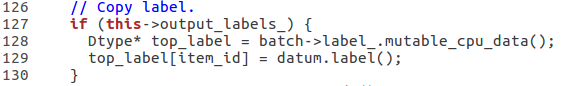 126     // Copy label.
127     if (this->output_labels_) {
128       Dtype* top_label = batch->label_.mutable_cpu_data();
129       top_label[item_id] = datum.label();
130     }